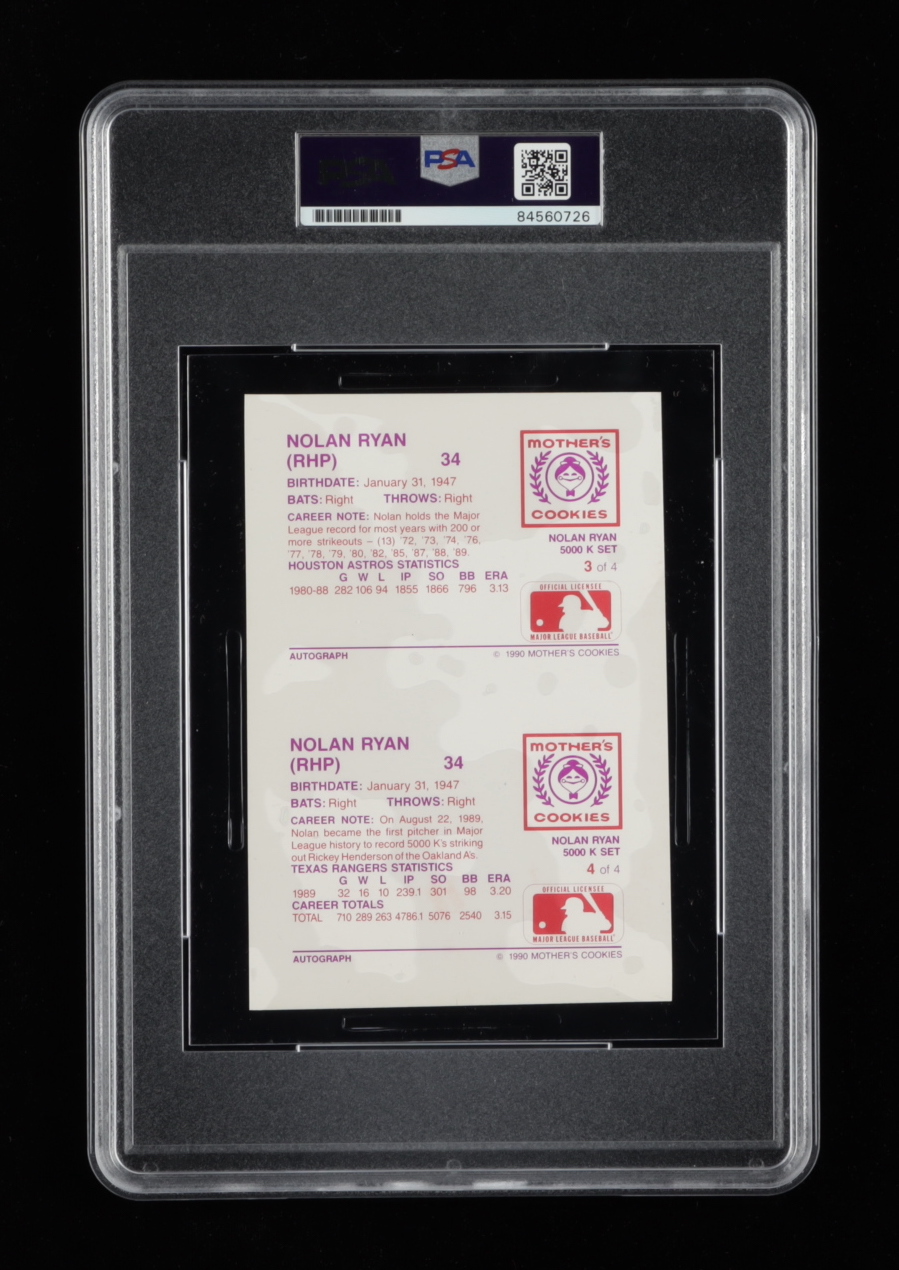 PSA
84560726
NOLAN RYAN
(RHP) 34
BIRTHDATE: January 31, 1947
BATS: Right THROWS: Right
CAREER NOTE: Nolan holds the Major
League record for most years with 200 or
more strikeouts – (13) '72, '73, '74, '76,
'77, '78, '79, '80, '82, '85, '87, '88, '89.
HOUSTON ASTROS STATISTICS
G W L IP SO BB ERA
1980-88 282 106 94 1855 1866 796 3.13
AUTOGRAPH
MOTHER'S
COOKIES
NOLAN RYAN
5000 K SET
3 of 4
OFFICIAL LICENSEE
MAJOR LEAGUE BASEBALL
© 1990 MOTHER'S COOKIES
NOLAN RYAN
(RHP) 34
BIRTHDATE: January 31, 1947
BATS: Right THROWS: Right
CAREER NOTE: On August 22, 1989,
Nolan became the first pitcher in Major
League history to record 5000 K's striking
out Rickey Henderson of the Oakland A's.
TEXAS RANGERS STATISTICS
G W L IP SO BB ERA
1989 32 16 10 239.1 301 98 3.20
CAREER TOTALS
TOTAL 710 289 263 4786.1 5076 2540 3.15
AUTOGRAPH
MOTHER'S
COOKIES
NOLAN RYAN
5000 K SET
4 of 4
OFFICIAL LICENSEE
MAJOR LEAGUE BASEBALL
© 1990 MOTHER'S COOKIES